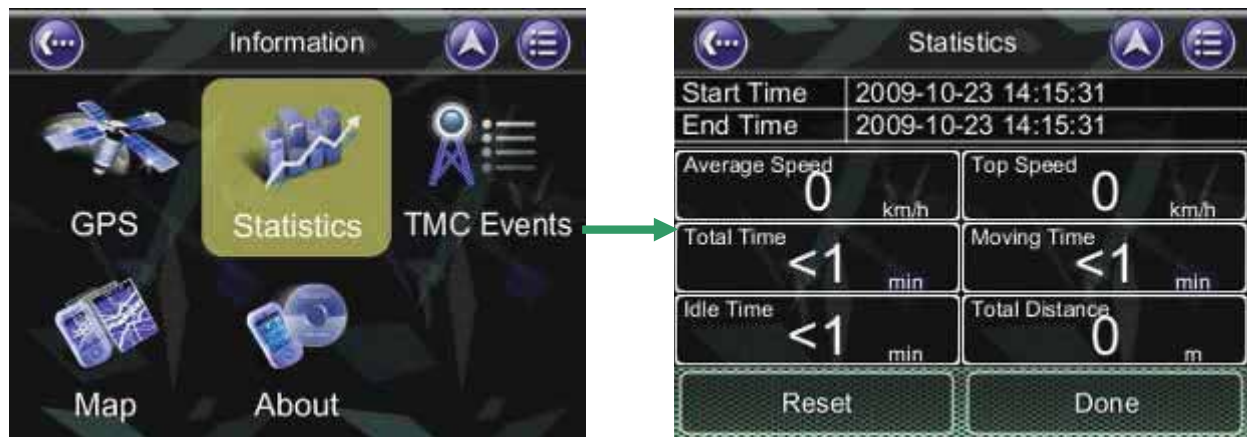 Information
GPS
Statistics
TMC Events
Map
About
Statistics
Start Time 2009-10-23 14:15:31
End Time 2009-10-23 14:15:31
Average Speed
0 km/h
Top Speed
0 km/h
Total Time
<1 min
Moving Time
<1 min
Idle Time
<1 min
Total Distance
0 m
Reset
Done